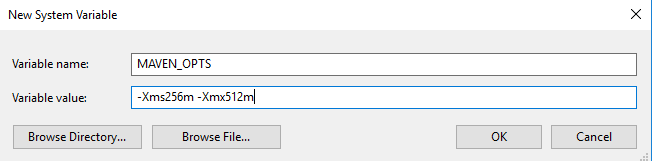 New System Variable
Variable name: MAVEN_OPTS
Variable value: -Xms256m -Xmx512m
Browse Directory... Browse File... OK Cancel